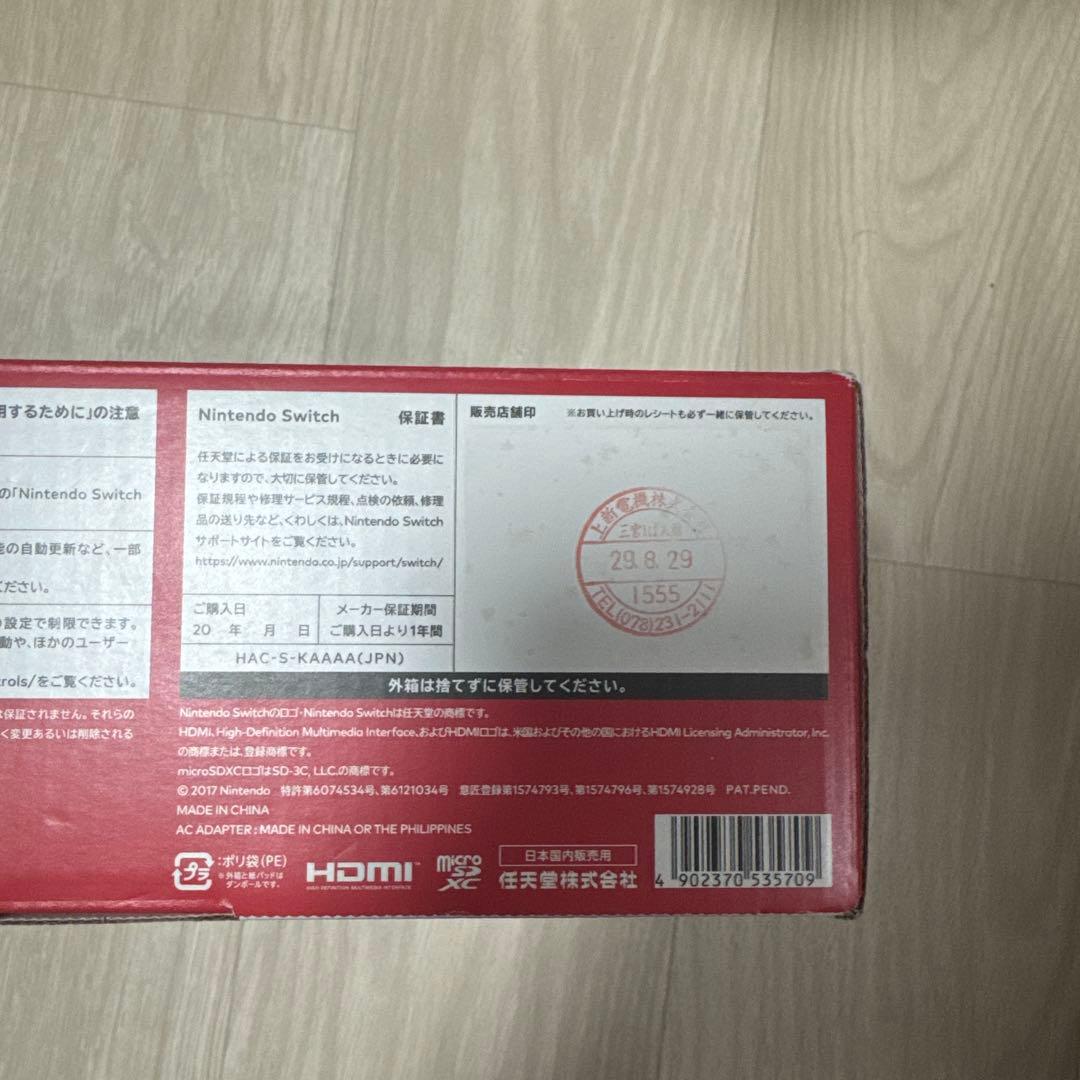 用するために」の注意
の「Nintendo Switch
能の自動更新など、一部
ください。
の設定で制限できます。
動や、ほかのユーザー
rols/をご覧ください。
は保証されません。それらの
く変更あるいは削除される
Nintendo Switch 保証書
任天堂による保証をお受けになるときに必要に
なりますので、大切に保管してください。
保証規程や修理サービス規程、点検の依頼、修理
品の送り先など、くわしくは、Nintendo Switch
サポートサイトをご覧ください。
https://www.nintendo.co.jp/support/switch/
ご購入日
20 年 月 日
メーカー保証期間
ご購入日より1年間
HAC-S-KAAAA(JPN)
販売店舗印 ※お買い上げ時のレシートも必ず一緒に保管してください。
上新電機株式会社
29.8.29
1555
TEL(078)231-2111
外箱は捨てずに保管してください。
Nintendo Switchのロゴ・Nintendo Switchは任天堂の商標です。
HDMI、High-Definition Multimedia Interface、およびHDMIロゴは、米国およびその他の国におけるHDMI Licensing Administrator, Inc.
の商標または、登録商標です。
microSDXCロゴはSD-3C, LLC.の商標です。
© 2017 Nintendo 特許第6074534号、第6121034号 意匠登録第1574793号、第1574796号、第1574928号 PAT.PEND.
MADE IN CHINA
AC ADAPTER : MADE IN CHINA OR THE PHILIPPINES
プラ :ポリ袋(PE)
※外箱と紙パッドは
ダンボールです。
HDMI™
HIGH-DEFINITION MULTIMEDIA INTERFACE
micro SD XC
日本国内販売用
任天堂株式会社
4 902370 535709